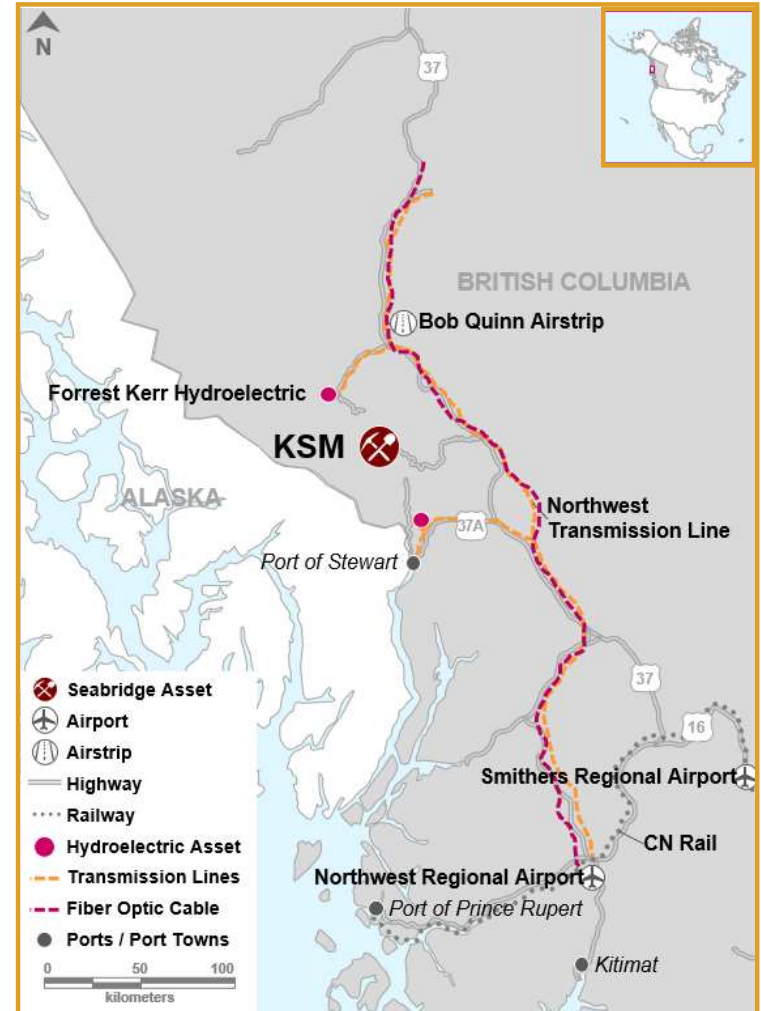 N
37
BRITISH COLUMBIA
Bob Quinn Airstrip
Forrest Kerr Hydroelectric
KSM
ALASKA
Northwest
Transmission Line
37A
Port of Stewart
37
16
Smithers Regional Airport
CN Rail
Northwest Regional Airport
Port of Prince Rupert
Kitimat
Seabridge Asset
Airport
Airstrip
Highway
Railway
Hydroelectric Asset
Transmission Lines
Fiber Optic Cable
Ports / Port Towns
0 50 100
kilometers